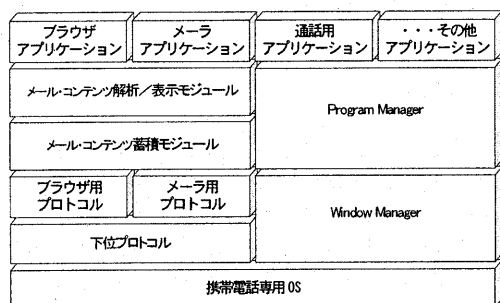 ブラウザ
アプリケーション
メーラ
アプリケーション
通話用
アプリケーション
・・・その他
アプリケーション
メール・コンテンツ解析／表示モジュール
Program Manager
メール・コンテンツ蓄積モジュール
ブラウザ用
プロトコル
メーラ用
プロトコル
Window Manager
下位プロトコル
携帯電話専用OS